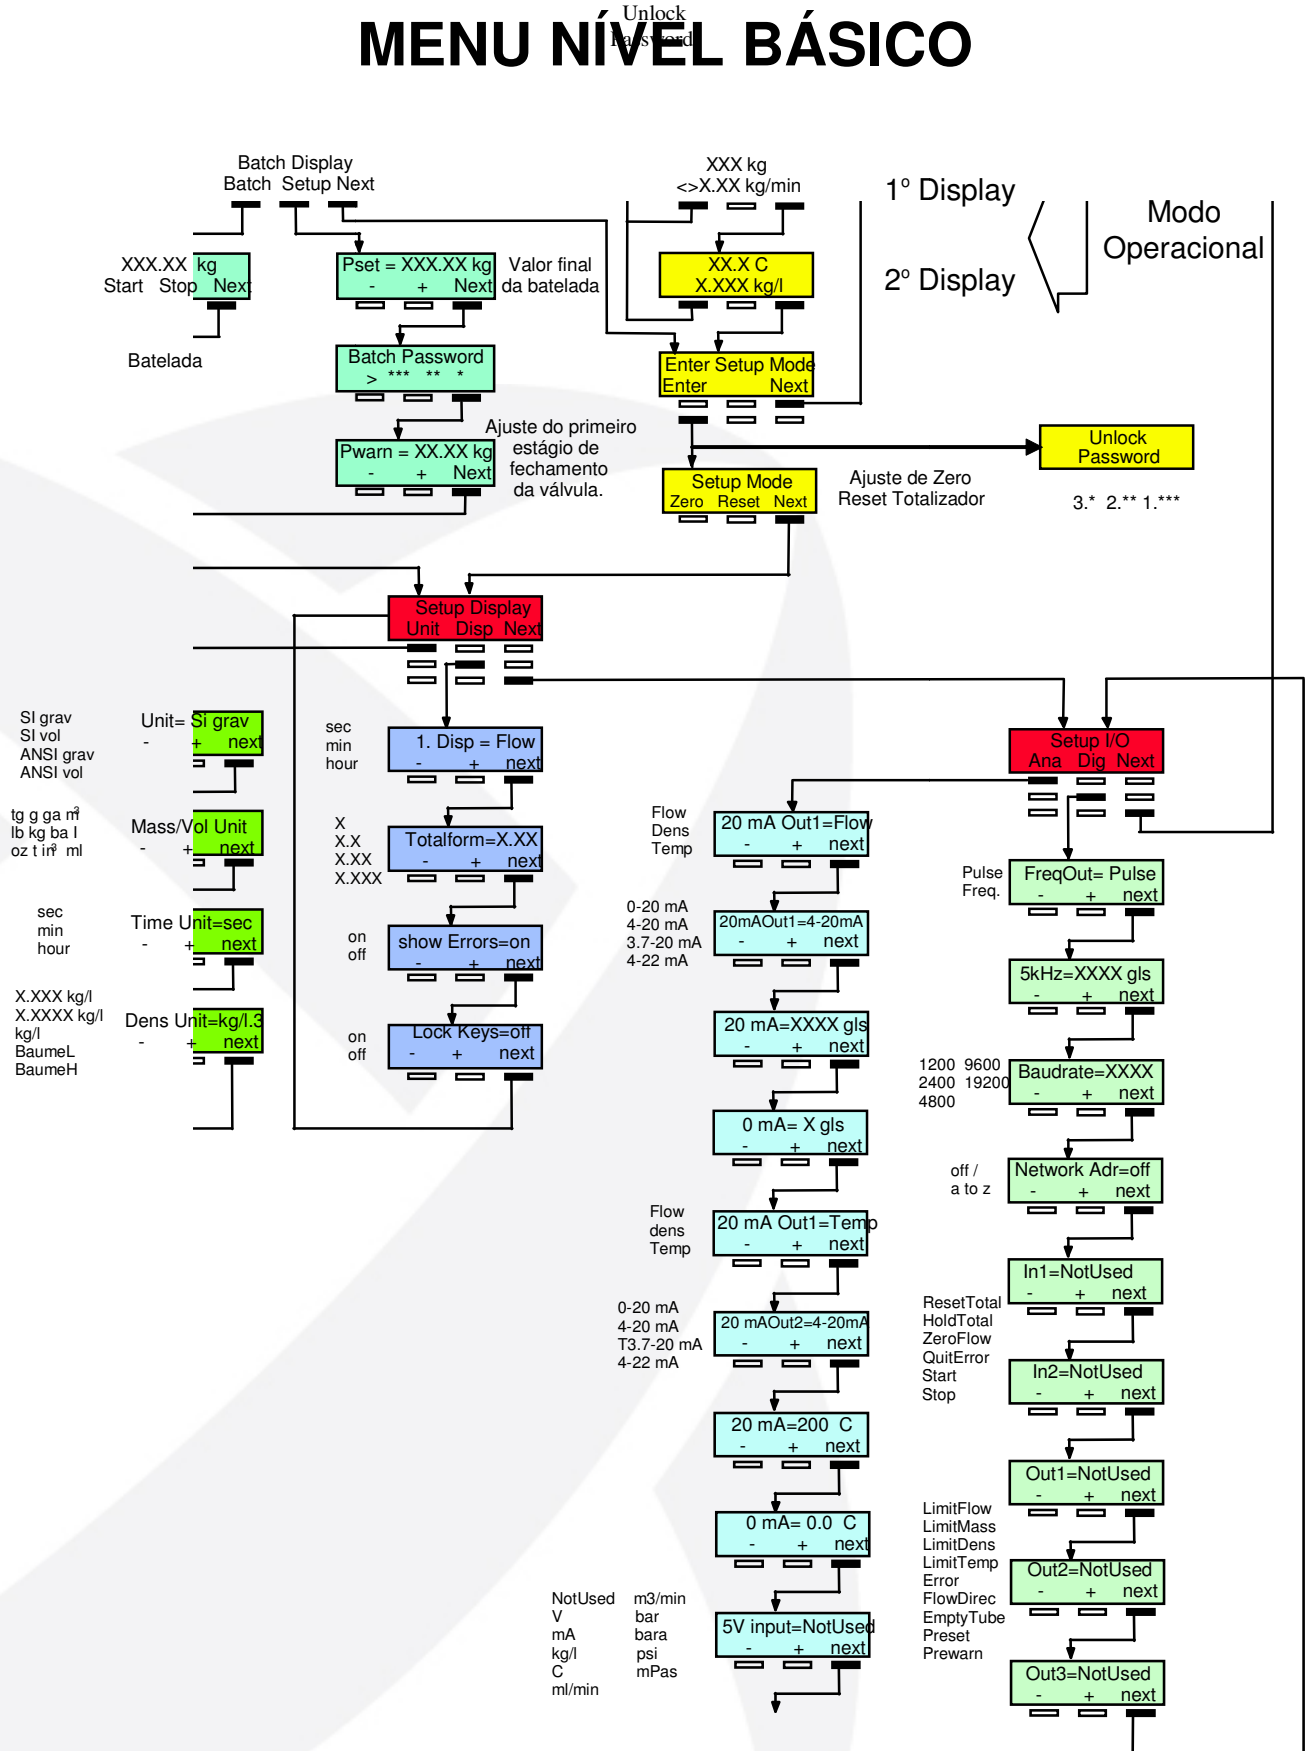 Unlock
Password
MENU NÍVEL BÁSICO
Batch Display
Batch Setup Next
XXX kg
<>X.XX kg/min
1º Display
2º Display
Modo
Operacional
XXX.XX kg
Start Stop Next
Batelada
Pset = XXX.XX kg
- + Next
Valor final
da batelada
XX.X C
X.XXX kg/l
Batch Password
> *** ** *
Enter Setup Mode
Enter Next
Pwarn = XX.XX kg
- + Next
Ajuste do primeiro
estágio de
fechamento
da válvula.
Unlock
Password
3.* 2.** 1.***
Setup Mode
Zero Reset Next
Ajuste de Zero
Reset Totalizador
Setup Display
Unit Disp Next
SI grav
SI vol
ANSI grav
ANSI vol
Unit= Si grav
- + next
tg g ga m³
lb kg ba l
oz t in³ ml
Mass/Vol Unit
- + next
sec
min
hour
Time Unit=sec
- + next
X.XXX kg/l
X.XXXX kg/l
kg/l
BaumeL
BaumeH
Dens Unit=kg/l.3
- + next
sec
min
hour
1. Disp = Flow
- + next
X
X.X
X.XX
X.XXX
Totalform=X.XX
- + next
on
off
show Errors=on
- + next
on
off
Lock Keys=off
- + next
Setup I/O
Ana Dig Next
Flow
Dens
Temp
20 mA Out1=Flow
- + next
0-20 mA
4-20 mA
3.7-20 mA
4-22 mA
20mAOut1=4-20mA
- + next
20 mA=XXXX gls
- + next
0 mA= X gls
- + next
Flow
dens
Temp
20 mA Out1=Temp
- + next
0-20 mA
4-20 mA
T3.7-20 mA
4-22 mA
20 mAOut2=4-20mA
- + next
20 mA=200 C
- + next
0 mA= 0.0 C
- + next
NotUsed m3/min
V bar
mA bara
kg/l psi
C mPas
ml/min
5V input=NotUsed
- + next
Pulse
Freq.
FreqOut= Pulse
- + next
5kHz=XXXX gls
- + next
1200 9600
2400 19200
4800
Baudrate=XXXX
- + next
off /
a to z
Network Adr=off
- + next
In1=NotUsed
- + next
ResetTotal
HoldTotal
ZeroFlow
QuitError
Start
Stop
In2=NotUsed
- + next
Out1=NotUsed
- + next
LimitFlow
LimitMass
LimitDens
LimitTemp
Error
FlowDirec
EmptyTube
Preset
Prewarn
Out2=NotUsed
- + next
Out3=NotUsed
- + next